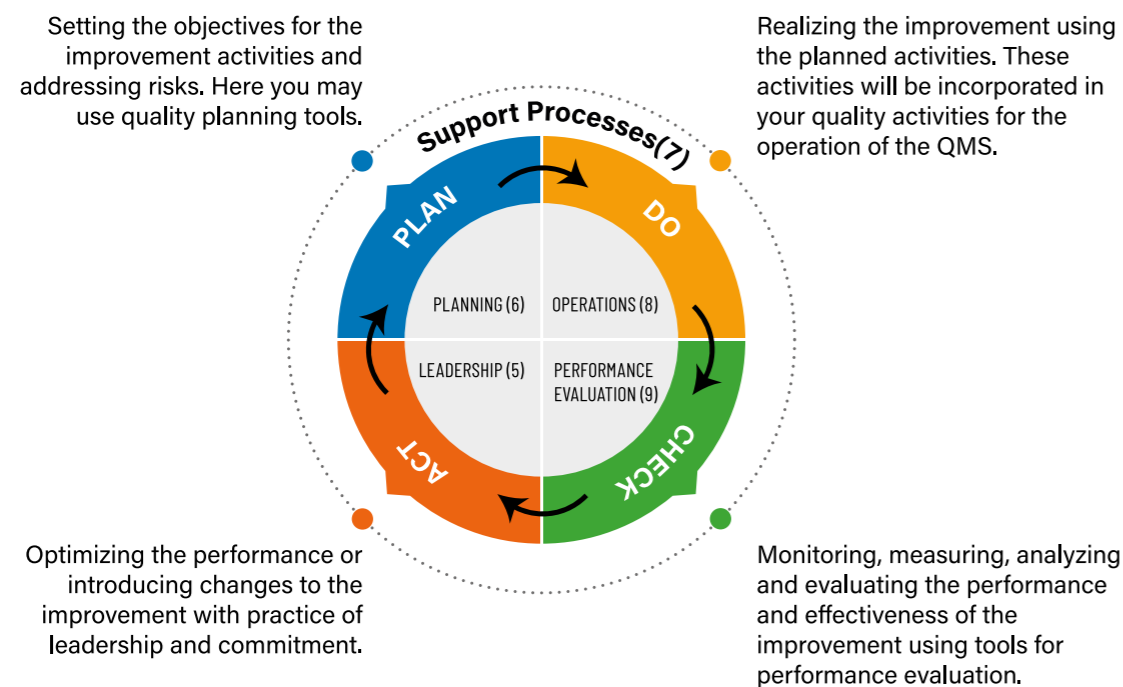 Setting the objectives for the
improvement activities and
addressing risks. Here you may
use quality planning tools.
Realizing the improvement using
the planned activities. These
activities will be incorporated in
your quality activities for the
operation of the QMS.
Support Processes(7)
PLAN
DO
PLANNING (6)
OPERATIONS (8)
LEADERSHIP (5)
PERFORMANCE
EVALUATION (9)
ACT
CHECK
Optimizing the performance or
introducing changes to the
improvement with practice of
leadership and commitment.
Monitoring, measuring, analyzing
and evaluating the performance
and effectiveness of the
improvement using tools for
performance evaluation.